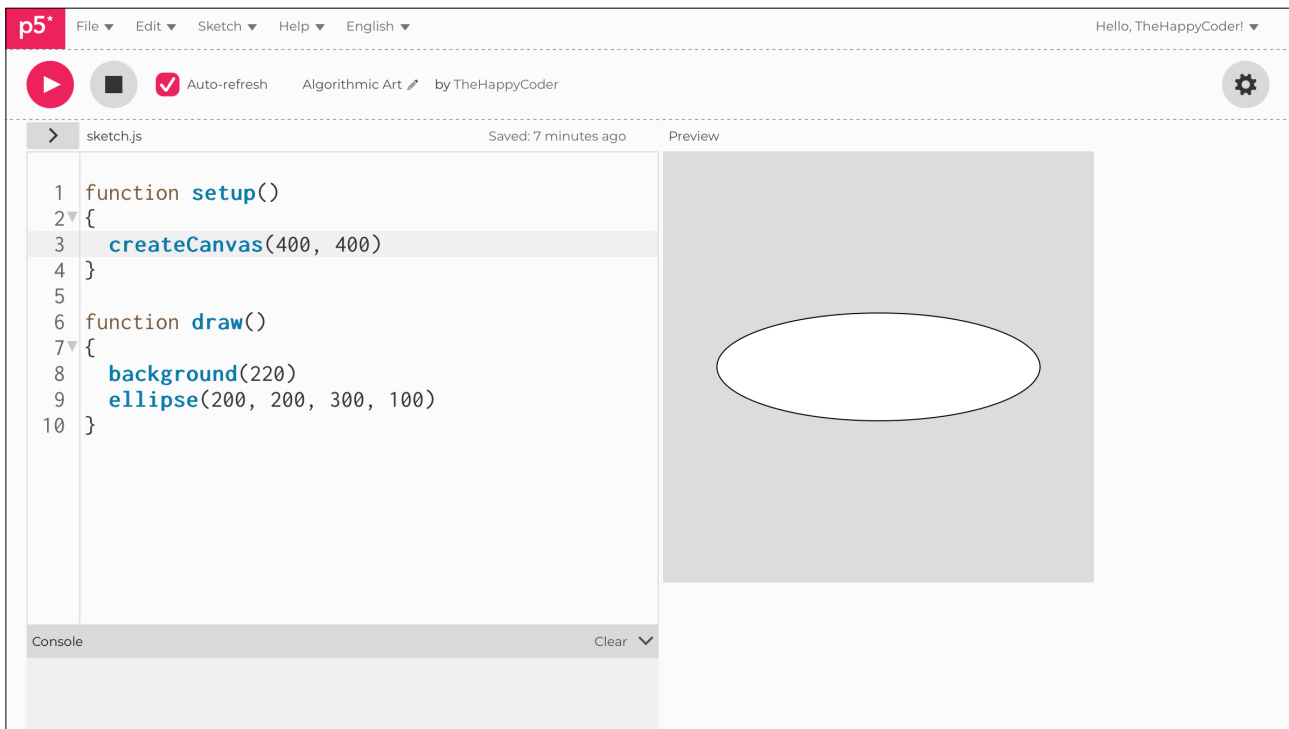 p5* File Edit Sketch Help English Hello, TheHappyCoder!
Auto-refresh Algorithmic Art by TheHappyCoder
sketch.js Saved: 7 minutes ago Preview
1 function setup()
2 {
3   createCanvas(400, 400)
4 }
5
6 function draw()
7 {
8   background(220)
9   ellipse(200, 200, 300, 100)
10 }
Console Clear